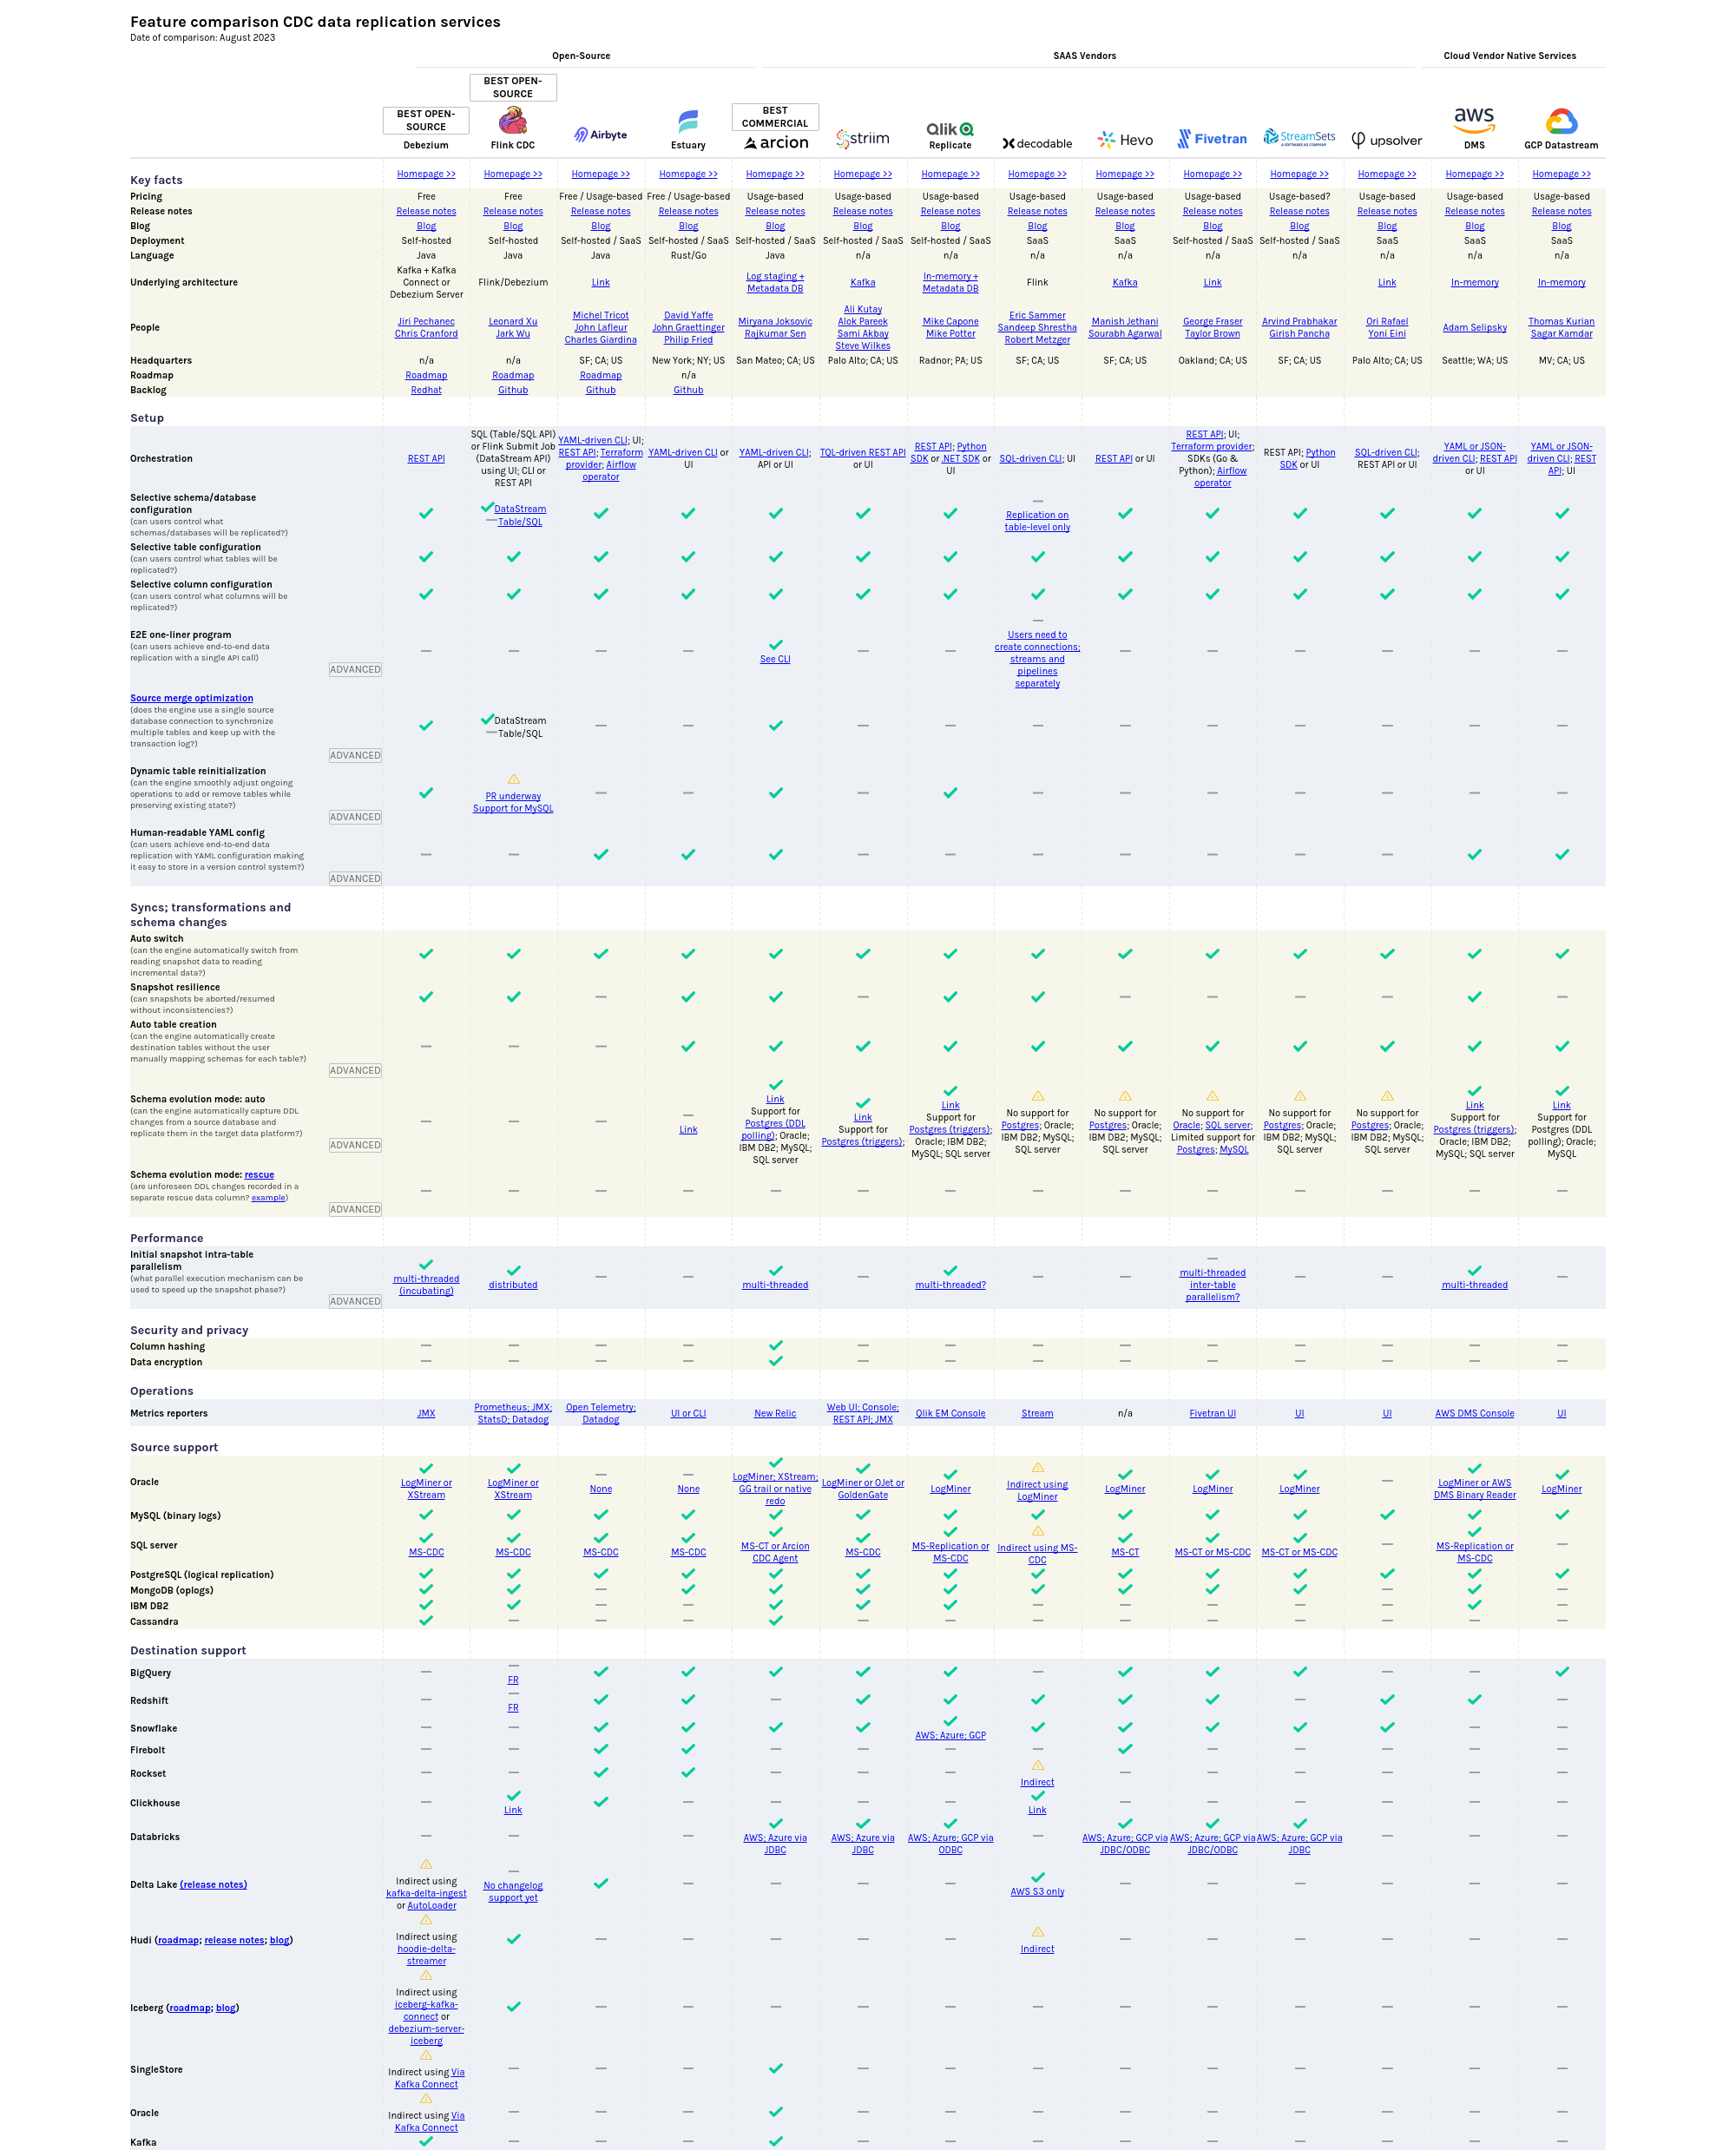 Feature comparison CDC data replication services
Date of comparison: August 2023
Open-Source SAAS Vendors Cloud Vendor Native Services
BEST OPEN-SOURCE BEST OPEN-SOURCE BEST COMMERCIAL
Debezium Flink CDC Airbyte Estuary arcion striim Qlik Replicate decodable Hevo Fivetran StreamSets upsolver aws DMS GCP Datastream
Key facts Homepage >> Homepage >> Homepage >> Homepage >> Homepage >> Homepage >> Homepage >> Homepage >> Homepage >> Homepage >> Homepage >> Homepage >> Homepage >> Homepage >>
Pricing Free Free Free / Usage-based Free / Usage-based Usage-based Usage-based Usage-based Usage-based Usage-based Usage-based Usage-based? Usage-based Usage-based Usage-based
Release notes Release notes Release notes Release notes Release notes Release notes Release notes Release notes Release notes Release notes Release notes Release notes Release notes Release notes Release notes
Blog Blog Blog Blog Blog Blog Blog Blog Blog Blog Blog Blog Blog Blog Blog
Deployment Self-hosted Self-hosted Self-hosted / SaaS Self-hosted / SaaS Self-hosted / SaaS Self-hosted / SaaS Self-hosted / SaaS SaaS SaaS Self-hosted / SaaS Self-hosted / SaaS SaaS SaaS SaaS
Language Java Java Java Rust/Go Java n/a n/a n/a n/a n/a n/a n/a n/a n/a
Underlying architecture Kafka + Kafka Connect or Debezium Server Flink/Debezium Link Log staging + Metadata DB Kafka In-memory + Metadata DB Flink Kafka Link Link In-memory In-memory
People Jiri Pechanec Chris Cranford Leonard Xu Jark Wu Michel Tricot John Lafleur Charles Giardina David Yaffe John Graettinger Philip Fried Miryana Joksovic Rajkumar Sen Ali Kutay Alok Pareek Sami Akbay Steve Wilkes Mike Capone Mike Potter Eric Sammer Sandeep Shrestha Robert Metzger Manish Jethani Sourabh Agarwal George Fraser Taylor Brown Arvind Prabhakar Girish Pancha Ori Rafael Yoni Eini Adam Selipsky Thomas Kurian Sagar Kamdar
Headquarters n/a n/a SF; CA; US New York; NY; US San Mateo; CA; US Palo Alto; CA; US Radnor; PA; US SF; CA; US SF; CA; US Oakland; CA; US SF; CA; US Palo Alto; CA; US Seattle; WA; US MV; CA; US
Roadmap Roadmap Roadmap Roadmap n/a
Backlog Redhat Github Github Github
Setup
Orchestration REST API SQL (Table/SQL API) or Flink Submit Job (DataStream API) using UI; CLI or REST API YAML-driven CLI; UI; REST API; Terraform provider; Airflow operator YAML-driven CLI or UI YAML-driven CLI; API or UI TQL-driven REST API or UI REST API; Python SDK or .NET SDK or UI SQL-driven CLI; UI REST API or UI REST API; UI; Terraform provider; SDKs (Go & Python); Airflow operator REST API; Python SDK or UI SQL-driven CLI; REST API or UI YAML or JSON-driven CLI; REST API or UI YAML or JSON-driven CLI; REST API; UI
Selective schema/database configuration
(can users control what schemas/databases will be replicated?) DataStream Table/SQL Replication on table-level only
Selective table configuration
(can users control what tables will be replicated?)
Selective column configuration
(can users control what columns will be replicated?)
E2E one-liner program
(can users achieve end-to-end data replication with a single API call) ADVANCED See CLI Users need to create connections; streams and pipelines separately
Source merge optimization
(does the engine use a single source database connection to synchronize multiple tables and keep up with the transaction log?) ADVANCED DataStream Table/SQL
Dynamic table reinitialization
(can the engine smoothly adjust ongoing operations to add or remove tables while preserving existing state?) ADVANCED PR underway Support for MySQL
Human-readable YAML config
(can users achieve end-to-end data replication with YAML configuration making it easy to store in a version control system?) ADVANCED
Syncs; transformations and schema changes
Auto switch
(can the engine automatically switch from reading snapshot data to reading incremental data?)
Snapshot resilience
(can snapshots be aborted/resumed without inconsistencies?)
Auto table creation
(can the engine automatically create destination tables without the user manually mapping schemas for each table?) ADVANCED
Schema evolution mode: auto
(can the engine automatically capture DDL changes from a source database and replicate them in the target data platform?) ADVANCED Link Link Support for Postgres (DDL polling); Oracle; IBM DB2; MySQL; SQL server Link Support for Postgres (triggers); Link Support for Postgres (triggers); Oracle; IBM DB2; MySQL; SQL server No support for Postgres; Oracle; IBM DB2; MySQL; SQL server No support for Postgres; Oracle; IBM DB2; MySQL; SQL server No support for Oracle; SQL server; Limited support for Postgres; MySQL No support for Postgres; Oracle; IBM DB2; MySQL; SQL server No support for Postgres; Oracle; IBM DB2; MySQL; SQL server Link Support for Postgres (triggers); Oracle; IBM DB2; MySQL; SQL server Link Support for Postgres (DDL polling); Oracle; MySQL
Schema evolution mode: rescue
(are unforeseen DDL changes recorded in a separate rescue data column? example) ADVANCED
Performance
Initial snapshot intra-table parallelism
(what parallel execution mechanism can be used to speed up the snapshot phase?) ADVANCED multi-threaded (incubating) distributed multi-threaded multi-threaded? multi-threaded inter-table parallelism? multi-threaded
Security and privacy
Column hashing
Data encryption
Operations
Metrics reporters JMX Prometheus; JMX; StatsD; Datadog Open Telemetry; Datadog UI or CLI New Relic Web UI; Console; REST API; JMX Qlik EM Console Stream n/a Fivetran UI UI UI AWS DMS Console UI
Source support
Oracle LogMiner or XStream LogMiner or XStream None None LogMiner; XStream; GG trail or native redo LogMiner or OJet or GoldenGate LogMiner Indirect using LogMiner LogMiner LogMiner LogMiner LogMiner or AWS DMS Binary Reader LogMiner
MySQL (binary logs)
SQL server MS-CDC MS-CDC MS-CDC MS-CDC MS-CT or Arcion CDC Agent MS-CDC MS-Replication or MS-CDC Indirect using MS-CDC MS-CT MS-CT or MS-CDC MS-CT or MS-CDC MS-Replication or MS-CDC
PostgreSQL (logical replication)
MongoDB (oplogs)
IBM DB2
Cassandra
Destination support
BigQuery FR
Redshift FR
Snowflake AWS; Azure; GCP
Firebolt
Rockset Indirect
Clickhouse Link Link
Databricks AWS; Azure via JDBC AWS; Azure via JDBC AWS; Azure; GCP via ODBC AWS; Azure; GCP via JDBC/ODBC AWS; Azure; GCP via JDBC/ODBC AWS; Azure; GCP via JDBC
Delta Lake (release notes) Indirect using kafka-delta-ingest or AutoLoader No changelog support yet AWS S3 only
Hudi (roadmap; release notes; blog) Indirect using hoodie-delta-streamer Indirect
Iceberg (roadmap; blog) Indirect using iceberg-kafka-connect or debezium-server-iceberg
SingleStore Indirect using Via Kafka Connect
Oracle Indirect using Via Kafka Connect
Kafka